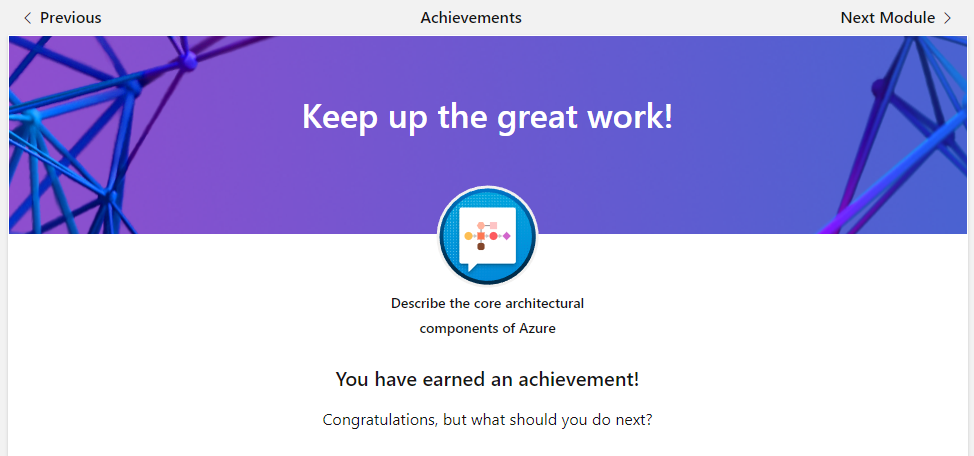 Previous
Achievements
Next Module
Keep up the great work!
Describe the core architectural
components of Azure
You have earned an achievement!
Congratulations, but what should you do next?